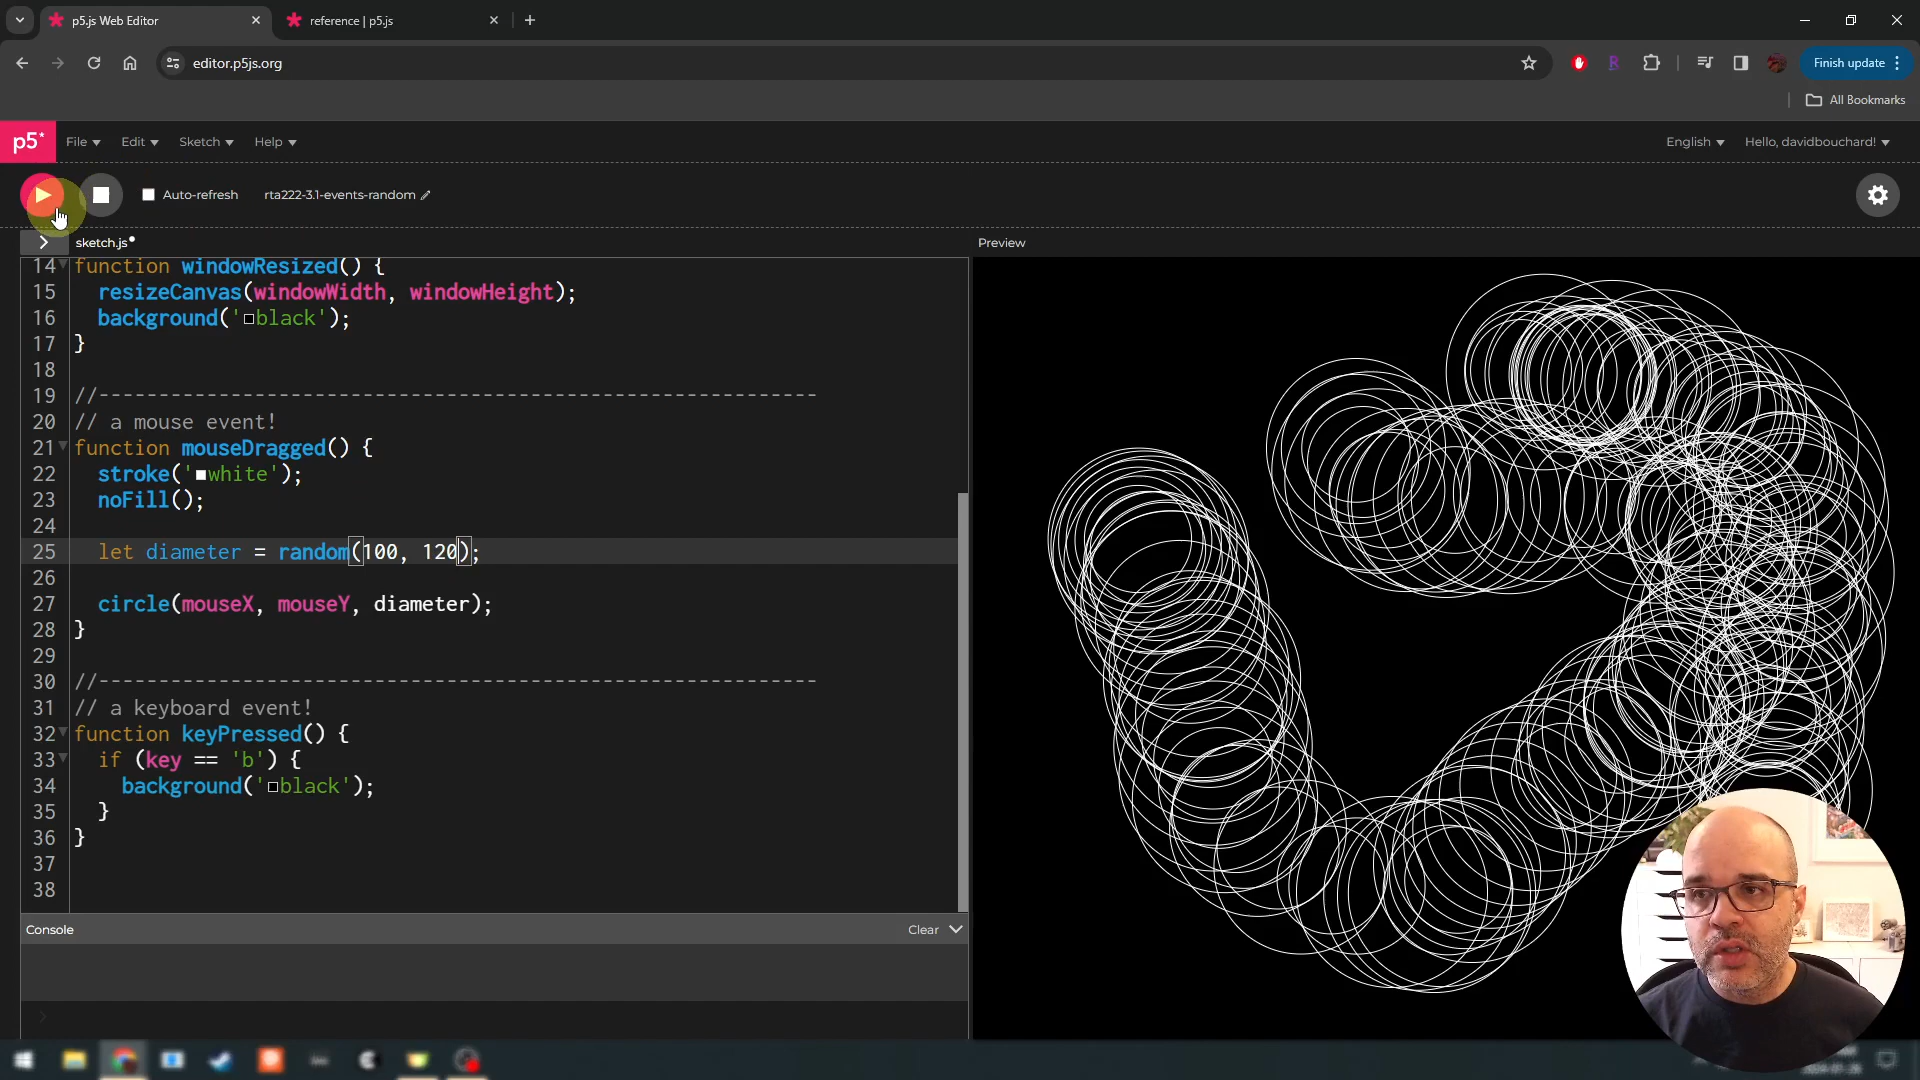 p5.js Web Editor
reference | p5.js
editor.p5js.org
Finish update
All Bookmarks
p5*
File
Edit
Sketch
Help
English
Hello, davidbouchard!
Auto-refresh
rta222-3.1-events-random
sketch.js
Preview
14 function windowResized() {
15 resizeCanvas(windowWidth, windowHeight);
16 background('black');
17 }
18
19 //------------------------------------------------------------
20 // a mouse event!
21 function mouseDragged() {
22 stroke('white');
23 noFill();
24
25 let diameter = random(100, 120);
26
27 circle(mouseX, mouseY, diameter);
28 }
29
30 //------------------------------------------------------------
31 // a keyboard event!
32 function keyPressed() {
33 if (key == 'b') {
34 background('black');
35 }
36 }
37
38
Console
Clear